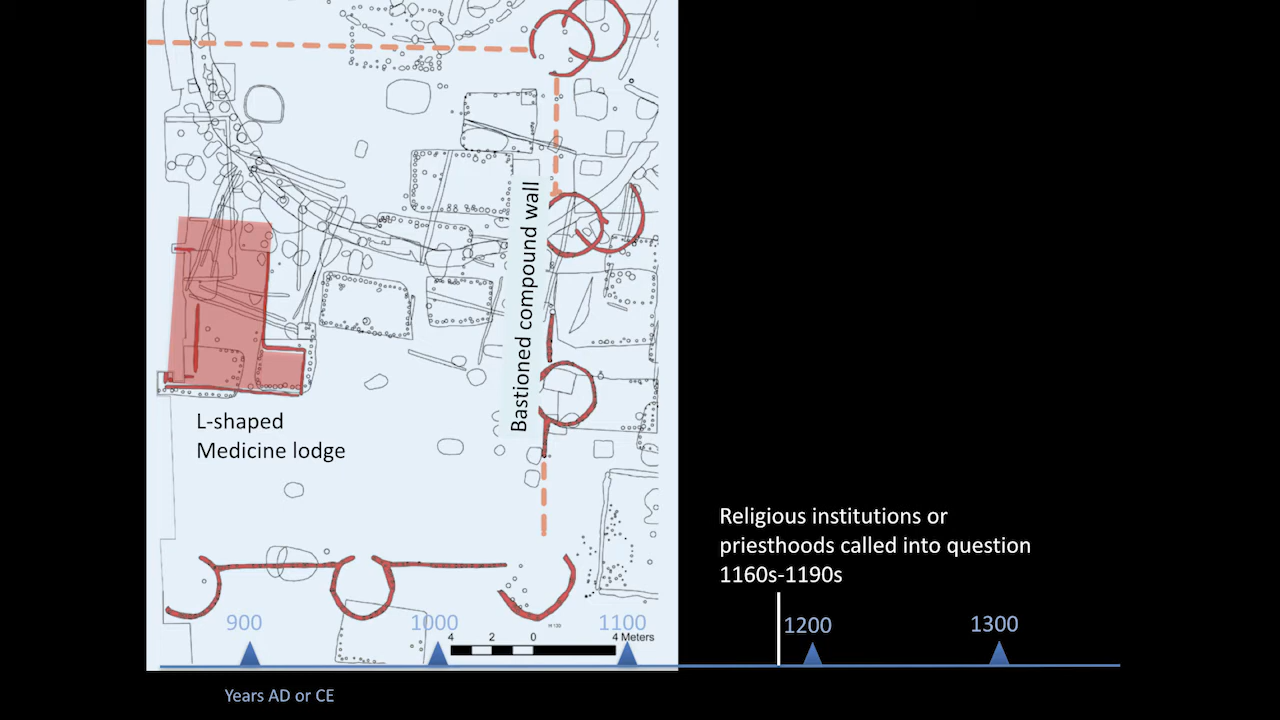 Bastioned compound wall
L-shaped
Medicine lodge
Religious institutions or
priesthoods called into question
1160s-1190s
900
1000
1100
1200
1300
4 2 0 4 Meters
Years AD or CE